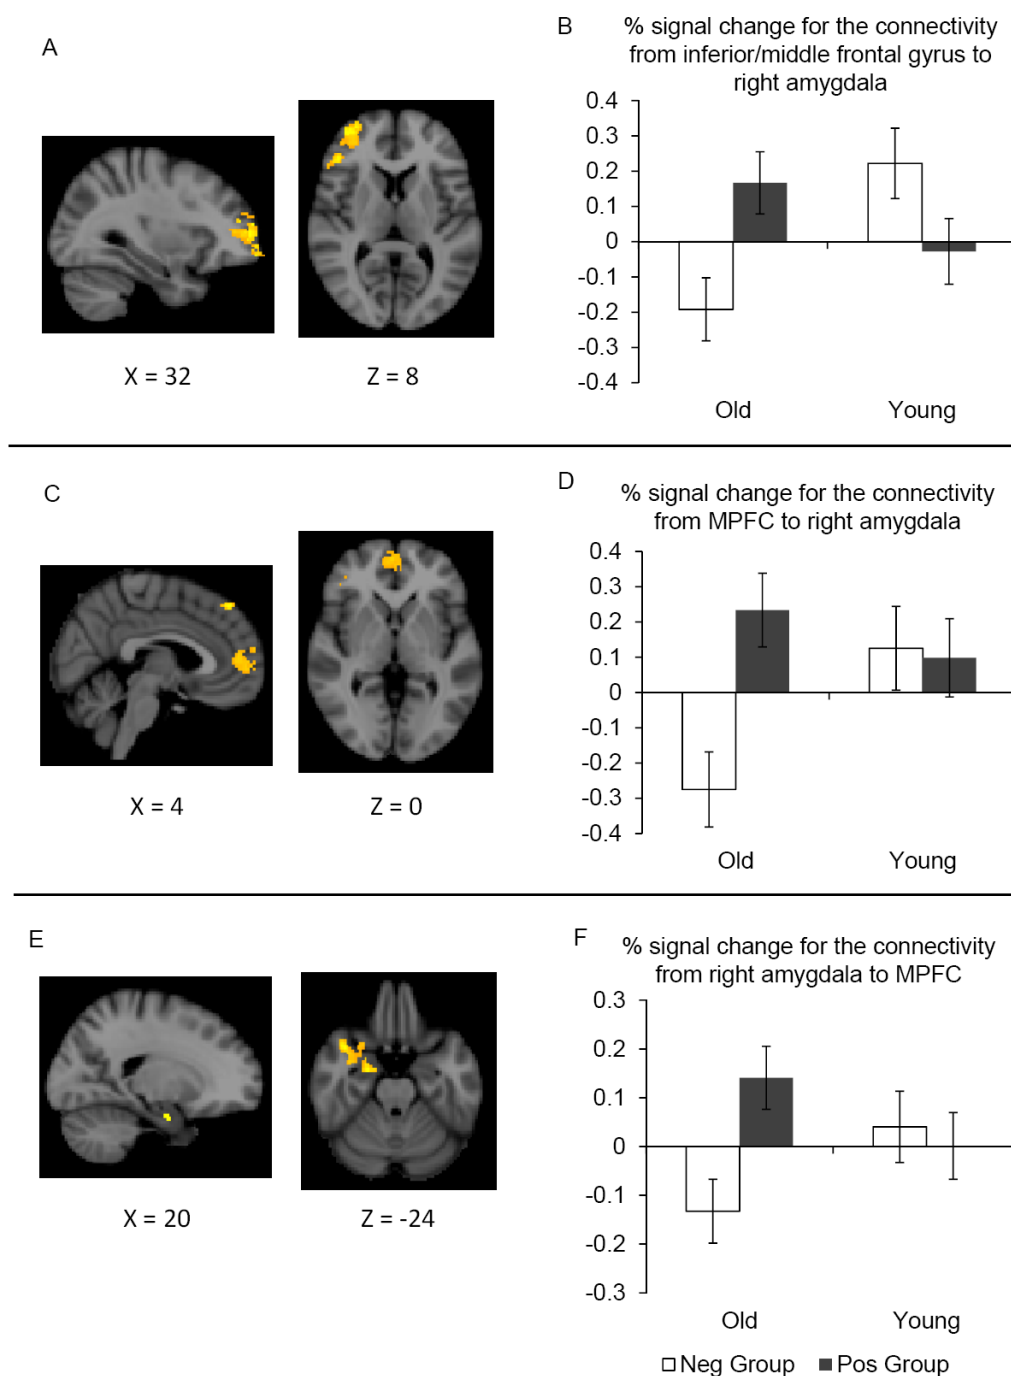 A
X = 32
Z = 8
B
% signal change for the connectivity
from inferior/middle frontal gyrus to
right amygdala
0.4
0.3
0.2
0.1
0
-0.1
-0.2
-0.3
-0.4
Old
Young
C
X = 4
Z = 0
D
% signal change for the connectivity
from MPFC to right amygdala
0.4
0.3
0.2
0.1
0
-0.1
-0.2
-0.3
-0.4
Old
Young
E
X = 20
Z = -24
F
% signal change for the connectivity
from right amygdala to MPFC
0.3
0.2
0.1
0
-0.1
-0.2
-0.3
Old
Young
Neg Group
Pos Group